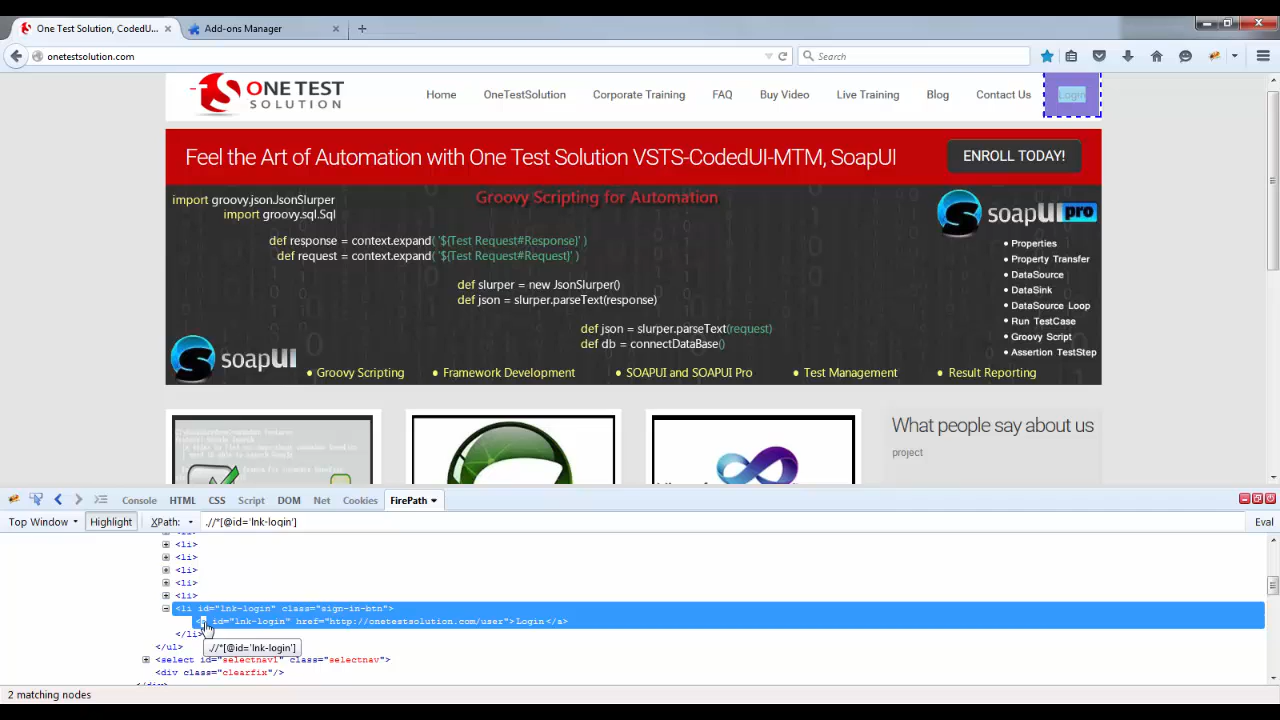 One Test Solution, CodedU...
Add-ons Manager
onetestsolution.com
Search
ONE TEST
SOLUTION
Home
OneTestSolution
Corporate Training
FAQ
Buy Video
Live Training
Blog
Contact Us
Login
Feel the Art of Automation with One Test Solution VSTS-CodedUI-MTM, SoapUI
ENROLL TODAY!
import groovy.json.JsonSlurper
import groovy.sql.Sql
Groovy Scripting for Automation
def response = context.expand( '${Test Request#Response}' )
def request = context.expand( '${Test Request#Request}' )
def slurper = new JsonSlurper()
def json = slurper.parseText(response)
def json = slurper.parseText(request)
def db = connectDataBase()
soapUI pro
• Properties
• Property Transfer
• DataSource
• DataSink
• DataSource Loop
• Run TestCase
• Groovy Script
• Assertion TestStep
soapUI
• Groovy Scripting
• Framework Development
• SOAPUI and SOAPUI Pro
• Test Management
• Result Reporting
What people say about us
project
Console
HTML
CSS
Script
DOM
Net
Cookies
FirePath
Top Window
Highlight
XPath:
.//*[@id='lnk-login']
Eval
<li>
<li>
<li>
<li>
<li>
<li id="lnk-login" class="sign-in-btn">
id="lnk-login" href="http://onetestsolution.com/user">Login</a>
</li>
.//*[@id='lnk-login']
</ul>
<select id="selectnav1" class="selectnav">
<div class="clearfix"/>
2 matching nodes